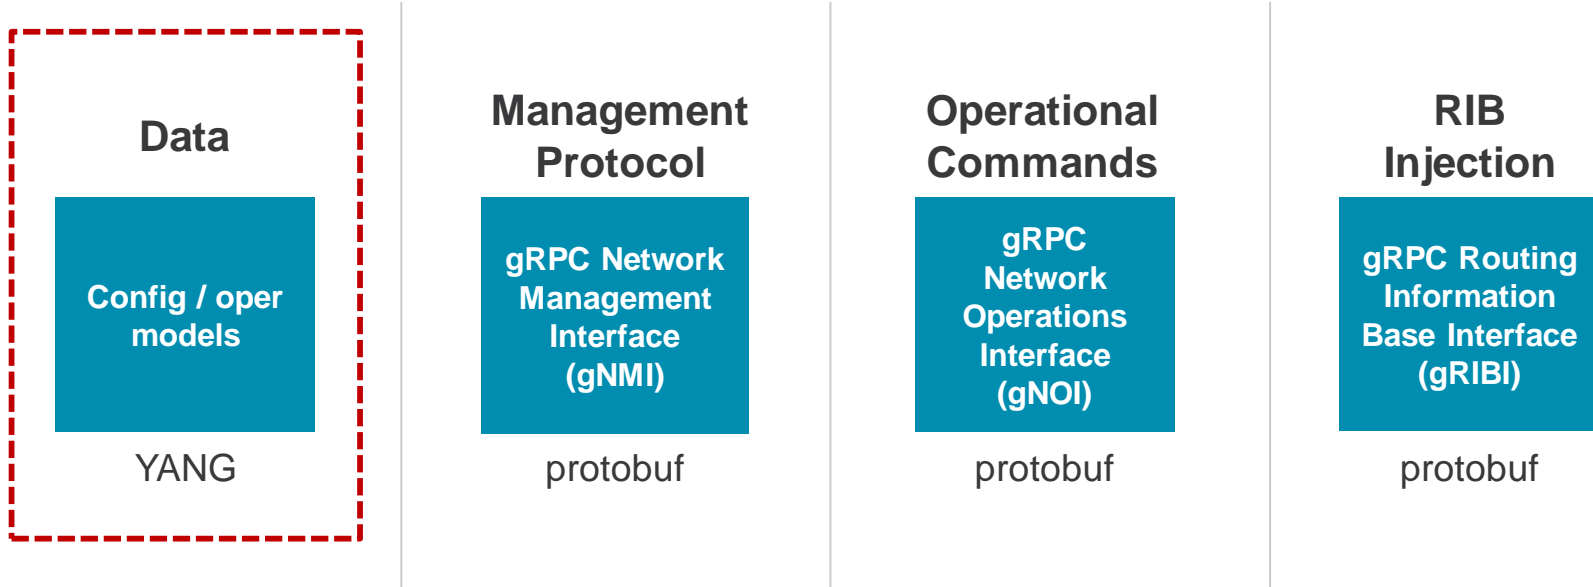 Data
Config / oper
models
YANG
Management
Protocol
gRPC Network
Management
Interface
(gNMI)
protobuf
Operational
Commands
gRPC
Network
Operations
Interface
(gNOI)
protobuf
RIB
Injection
gRPC Routing
Information
Base Interface
(gRIBI)
protobuf